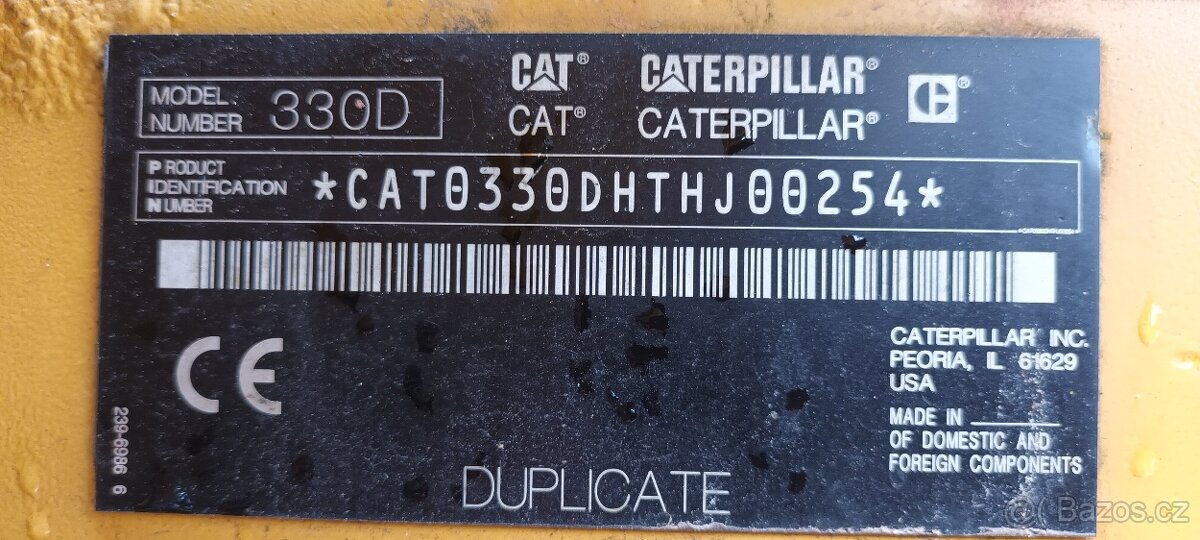 CAT® CATERPILLAR®
CAT® CATERPILLAR®
MODEL
NUMBER 330D
PRODUCT
IDENTIFICATION
NUMBER
*CAT0330DHTHJ00254*
CATERPILLAR INC.
PEORIA, IL 61629
USA
MADE IN
OF DOMESTIC AND
FOREIGN COMPONENTS
CE
239-6986 6
DUPLICATE
Bazos.cz